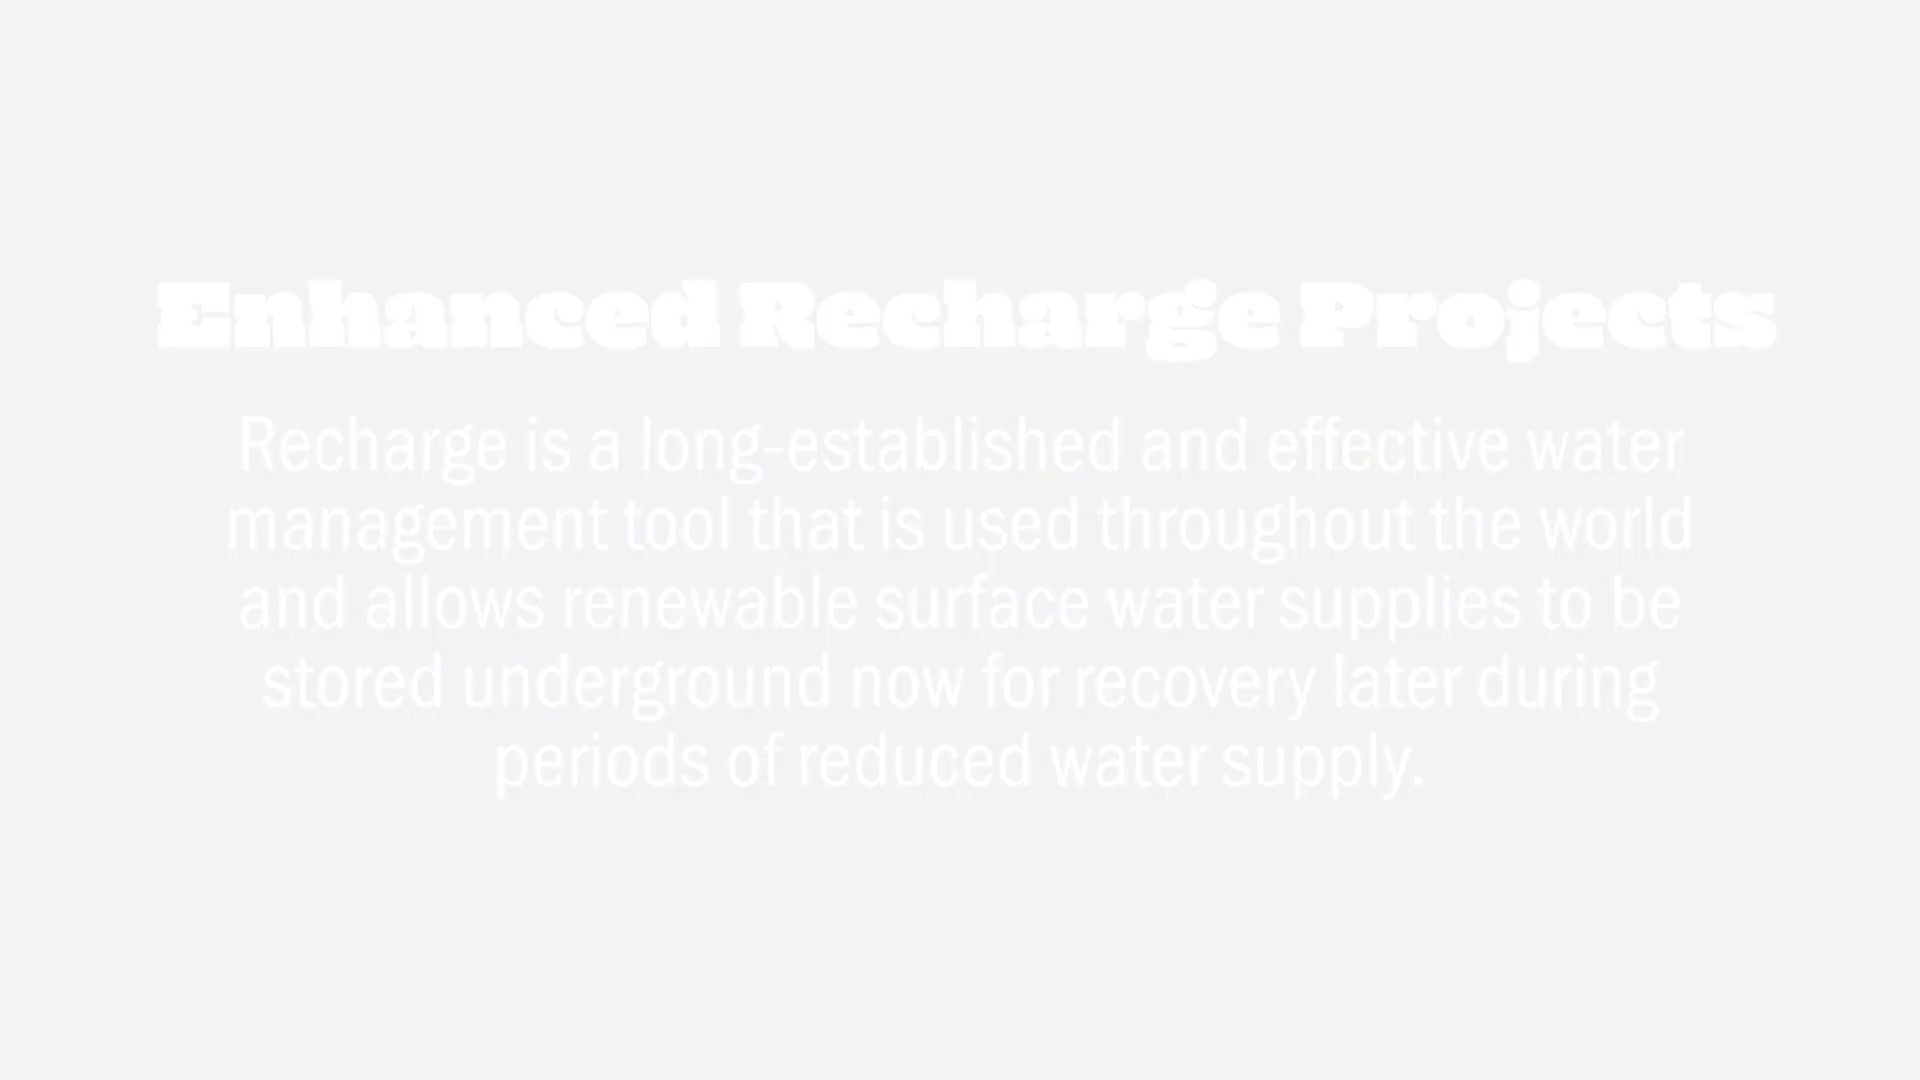 Enhanced Recharge Projects
Recharge is a long-established and effective water
management tool that is used throughout the world
and allows renewable surface water supplies to be
stored underground now for recovery later during
periods of reduced water supply.